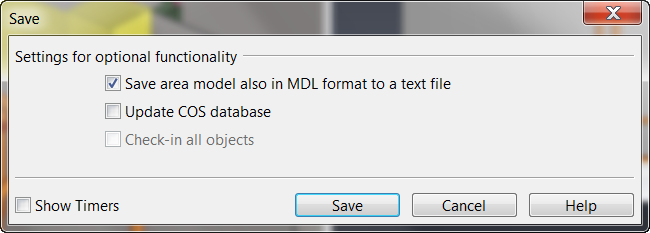 Save
Settings for optional functionality
Save area model also in MDL format to a text file
Update COS database
Check-in all objects
Show Timers Save Cancel Help